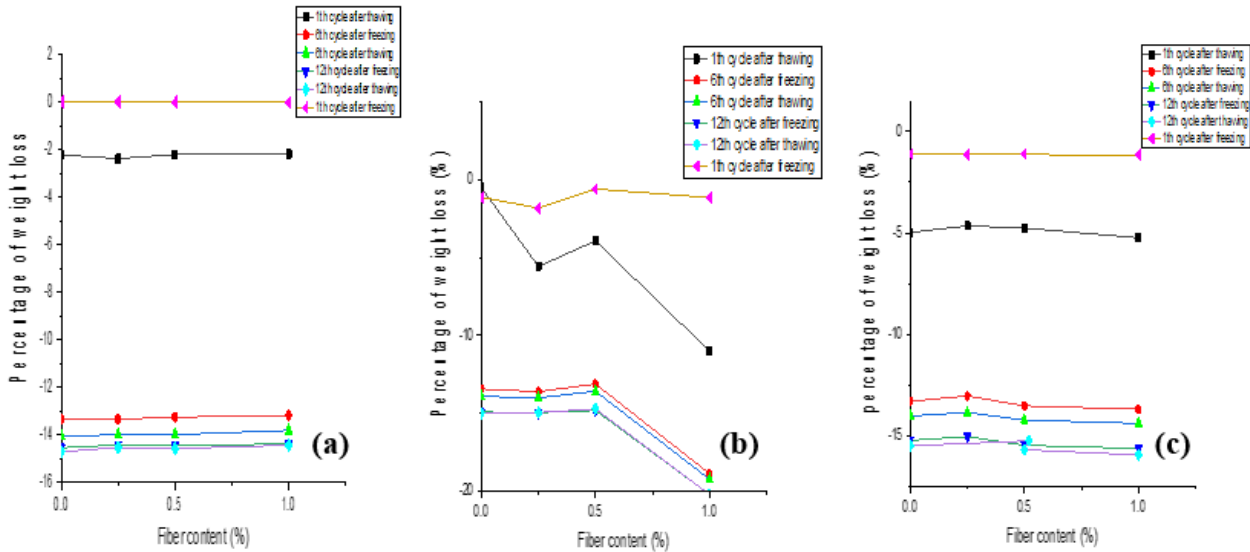 1th cycle after thawing
6th cycle after freezing
6th cycle after thawing
12th cycle after freezing
12th cycle after thawing
1th cycle after freezing
Percentage of weight loss
2
0
-2
-4
-6
-8
-10
-12
-14
-16
0.0
0.5
1.0
Fiber content (%)
(a)
1th cycle after thawing
6th cycle after freezing
6th cycle after thawing
12th cycle after freezing
12th cycle after thawing
1th cycle after freezing
Percentage of weight loss (%)
0
-10
-20
0.0
0.5
1.0
Fiber content (%)
(b)
1th cycle after thawing
6th cycle after freezing
6th cycle after thawing
12th cycle after freezing
12th cycle after thawing
1th cycle after freezing
percentage of weight loss (%)
0
-5
-15
0.0
0.5
1.0
Fiber content (%)
(c)